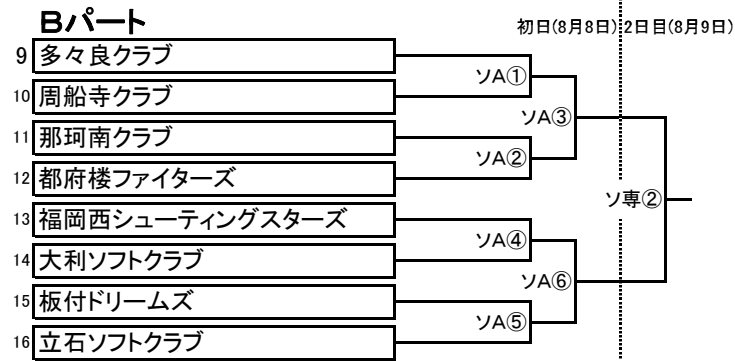 Bパート
初日(8月8日) 2日目(8月9日)
9 多々良クラブ
ソA①
10 周船寺クラブ
ソA③
11 那珂南クラブ
ソA②
12 都府楼ファイターズ
ソ専②
13 福岡西シューティングスターズ
ソA④
14 大利ソフトクラブ
ソA⑥
15 板付ドリームズ
ソA⑤
16 立石ソフトクラブ